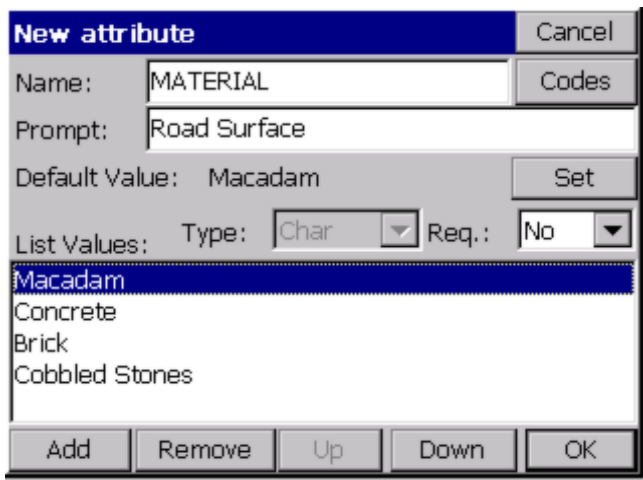 New attribute Cancel
Name: MATERIAL Codes
Prompt: Road Surface
Default Value: Macadam Set
List Values: Type: Char Req.: No
Macadam
Concrete
Brick
Cobbled Stones
Add Remove Up Down OK